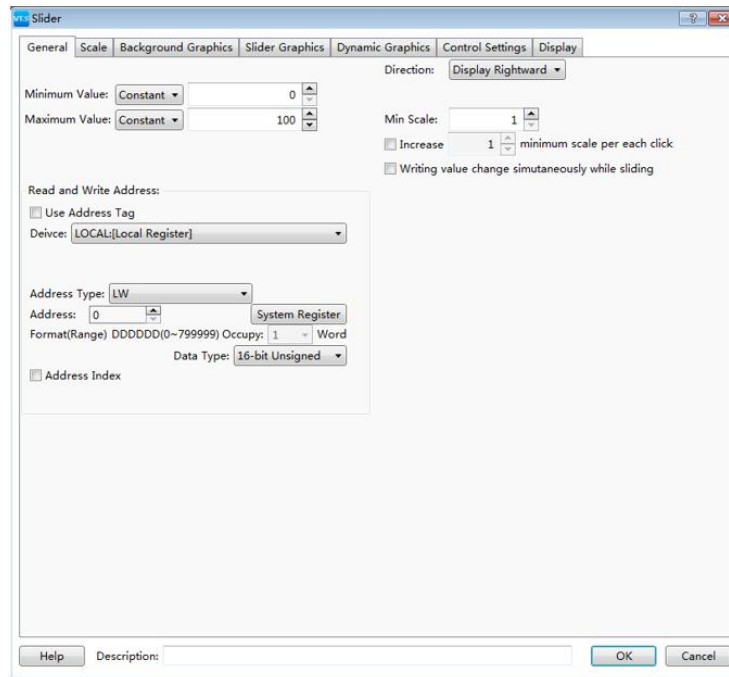 VT5 Slider
General Scale Background Graphics Slider Graphics Dynamic Graphics Control Settings Display
Direction: Display Rightward
Minimum Value: Constant 0
Maximum Value: Constant 100 Min Scale: 1
Increase 1 minimum scale per each click
Writing value change simutaneously while sliding
Read and Write Address:
Use Address Tag
Deivce: LOCAL:[Local Register]
Address Type: LW
Address: 0 System Register
Format(Range) DDDDDD(0~799999) Occupy: 1 Word
Data Type: 16-bit Unsigned
Address Index
Help Description: OK Cancel